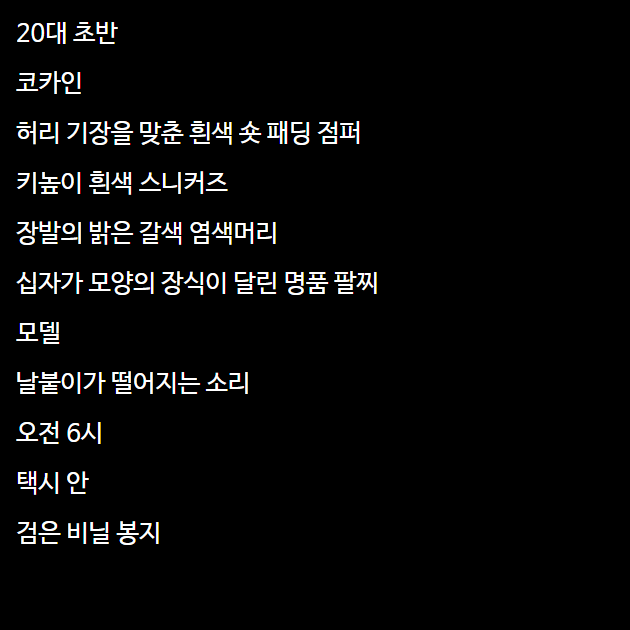 20대 초반
코카인
허리 기장을 맞춘 흰색 숏 패딩 점퍼
키높이 흰색 스니커즈
장발의 밝은 갈색 염색머리
십자가 모양의 장식이 달린 명품 팔찌
모델
날붙이가 떨어지는 소리
오전 6시
택시 안
검은 비닐 봉지